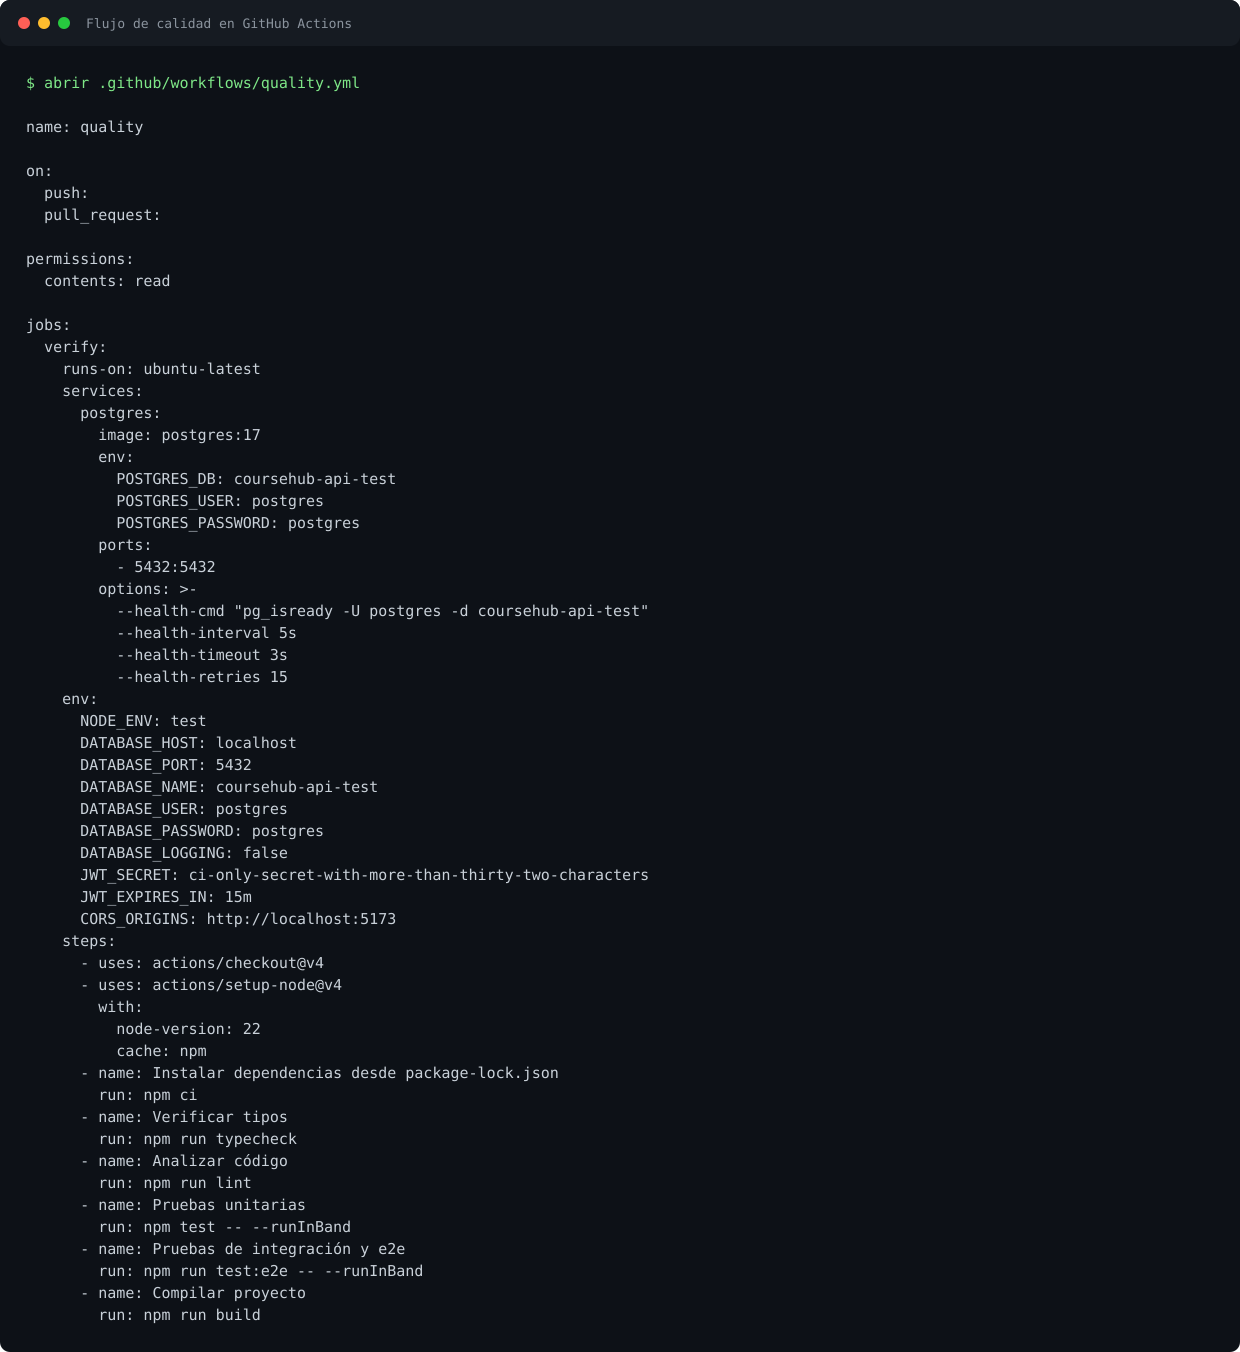 Flujo de calidad en GitHub Actions
$ abrir .github/workflows/quality.yml
name: quality
on:
  push:
  pull_request:
permissions:
  contents: read
jobs:
  verify:
    runs-on: ubuntu-latest
    services:
      postgres:
        image: postgres:17
        env:
          POSTGRES_DB: coursehub-api-test
          POSTGRES_USER: postgres
          POSTGRES_PASSWORD: postgres
        ports:
          - 5432:5432
        options: >-
          --health-cmd "pg_isready -U postgres -d coursehub-api-test"
          --health-interval 5s
          --health-timeout 3s
          --health-retries 15
    env:
      NODE_ENV: test
      DATABASE_HOST: localhost
      DATABASE_PORT: 5432
      DATABASE_NAME: coursehub-api-test
      DATABASE_USER: postgres
      DATABASE_PASSWORD: postgres
      DATABASE_LOGGING: false
      JWT_SECRET: ci-only-secret-with-more-than-thirty-two-characters
      JWT_EXPIRES_IN: 15m
      CORS_ORIGINS: http://localhost:5173
    steps:
      - uses: actions/checkout@v4
      - uses: actions/setup-node@v4
        with:
          node-version: 22
          cache: npm
      - name: Instalar dependencias desde package-lock.json
        run: npm ci
      - name: Verificar tipos
        run: npm run typecheck
      - name: Analizar código
        run: npm run lint
      - name: Pruebas unitarias
        run: npm test -- --runInBand
      - name: Pruebas de integración y e2e
        run: npm run test:e2e -- --runInBand
      - name: Compilar proyecto
        run: npm run build